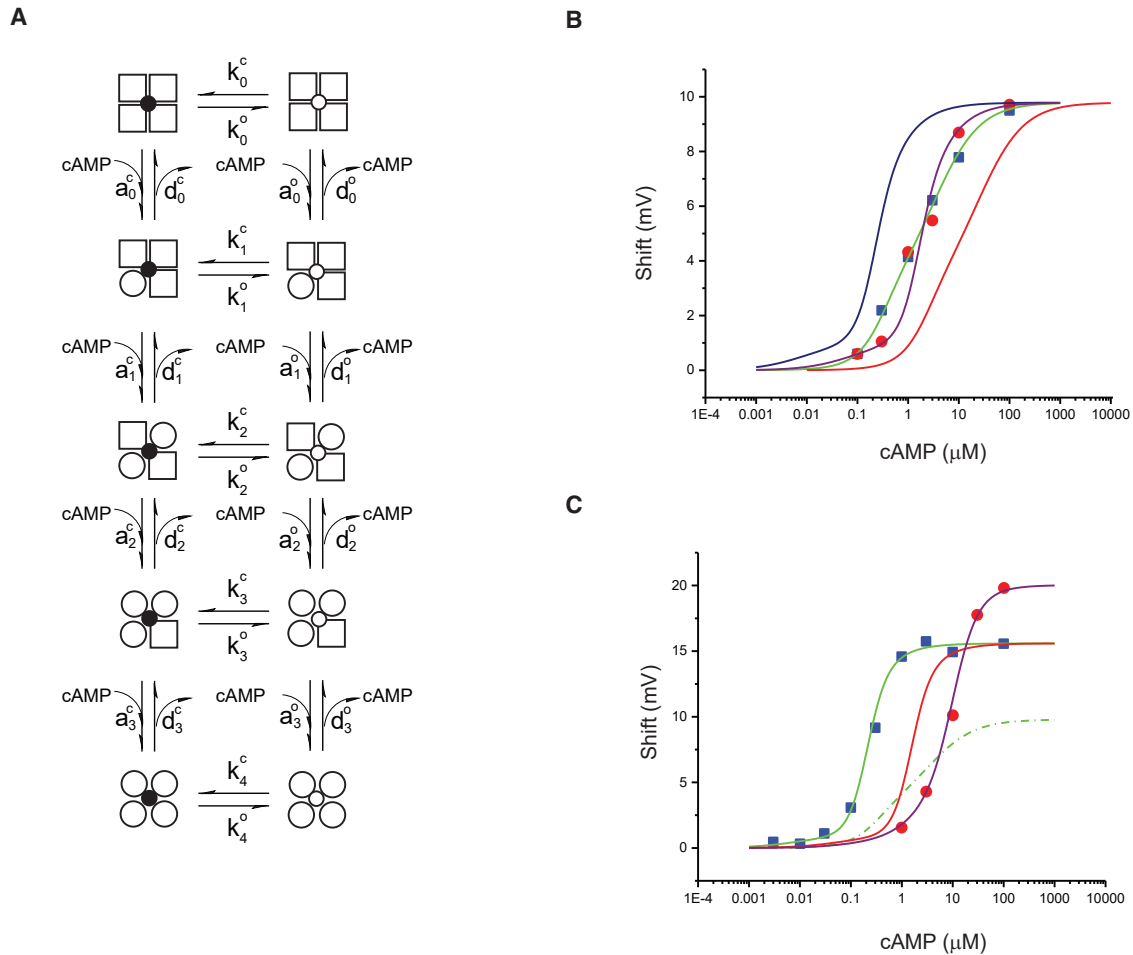 A
k₀ᶜ
k₀ᵒ
cAMP a₀ᶜ d₀ᶜ cAMP a₀ᵒ d₀ᵒ cAMP
k₁ᶜ
k₁ᵒ
cAMP a₁ᶜ d₁ᶜ cAMP a₁ᵒ d₁ᵒ cAMP
k₂ᶜ
k₂ᵒ
cAMP a₂ᶜ d₂ᶜ cAMP a₂ᵒ d₂ᵒ cAMP
k₃ᶜ
k₃ᵒ
cAMP a₃ᶜ d₃ᶜ cAMP a₃ᵒ d₃ᵒ cAMP
k₄ᶜ
k₄ᵒ
B
10
8
6
4
2
0
Shift (mV)
1E-4 0.001 0.01 0.1 1 10 100 1000 10000
cAMP (μM)
C
20
15
10
5
0
Shift (mV)
1E-4 0.001 0.01 0.1 1 10 100 1000 10000
cAMP (μM)